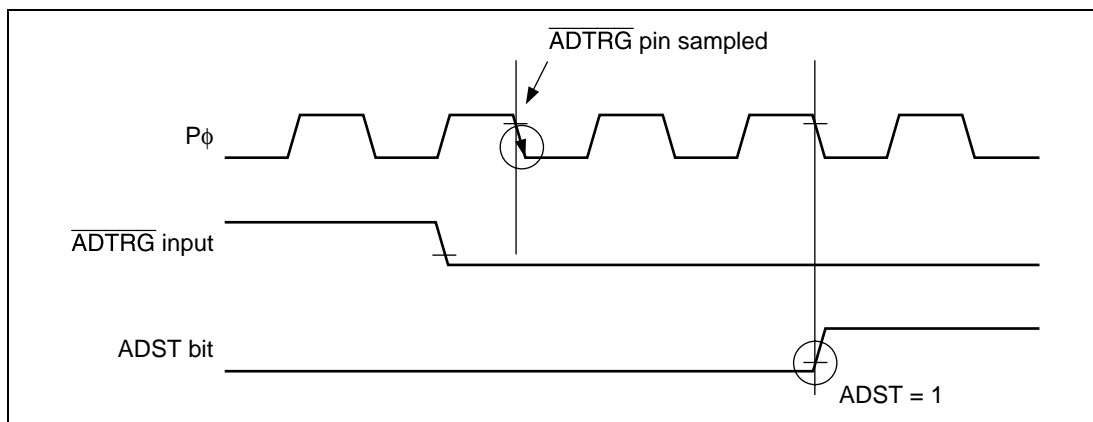 ADTRG pin sampled
Pϕ
ADTRG input
ADST bit
ADST = 1